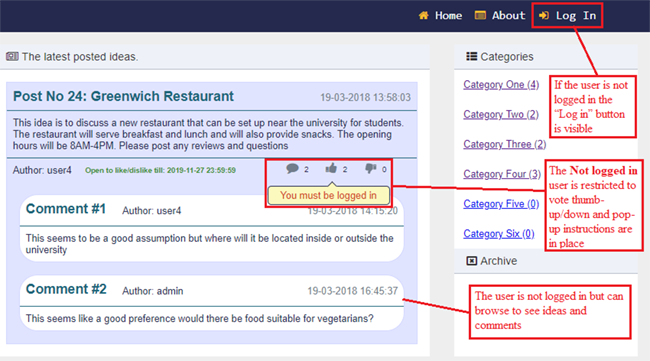 Home About Log In
The latest posted ideas.
Post No 24: Greenwich Restaurant 19-03-2018 13:58:03
This idea is to discuss a new restaurant that can be set up near the university for students.
The restaurant will serve breakfast and lunch and will also provide snacks. The opening
hours will be 8AM-4PM. Please post any reviews and questions
Author: user4 Open to like/dislike till: 2019-11-27 23:59:59 2 2 0
You must be logged in
Comment #1 Author: user4 19-03-2018 14:15:20
This seems to be a good assumption but where will it be located inside or outside the
university
Comment #2 Author: admin 19-03-2018 16:45:37
This seems like a good preference would there be food suitable for vegetarians?
Categories
Category One (4)
Category Two (2)
Category Three (2)
Category Four (3)
Category Five (0)
Category Six (0)
Archive
If the user is not
logged in the
“Log in” button
is visible
The Not logged in
user is restricted to
vote thumb-
up/down and pop-
up instructions are
in place
The user is not logged in but can
browse to see ideas and
comments